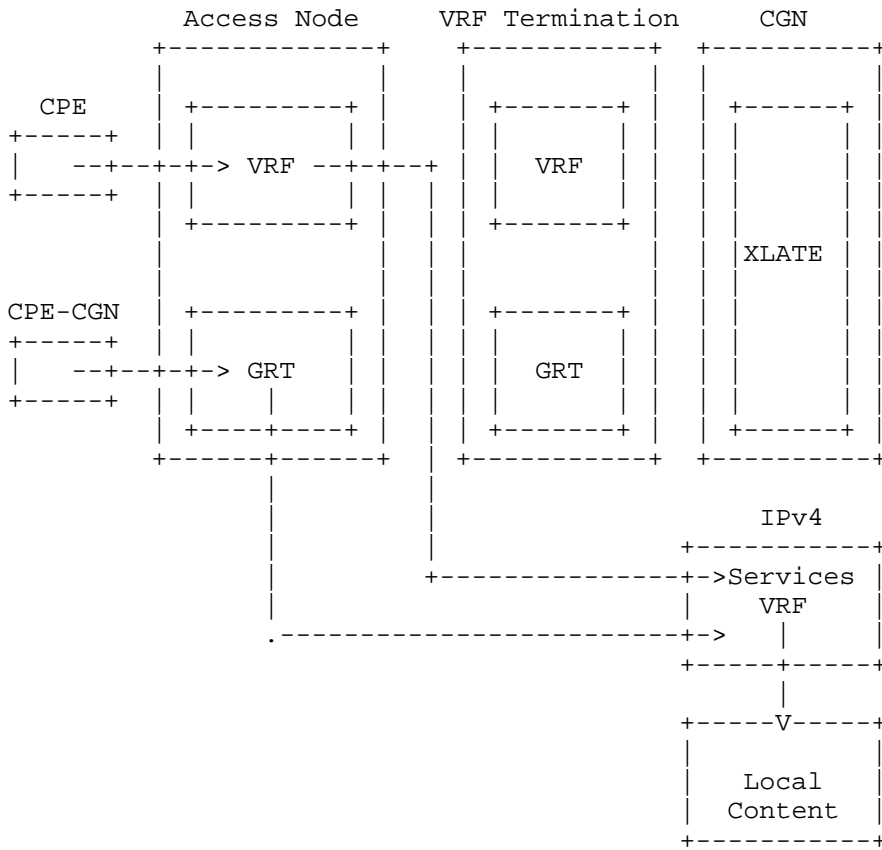 Access Node VRF Termination CGN
CPE
VRF VRF
XLATE
CPE-CGN
GRT GRT
IPv4
Services
VRF
Local
Content